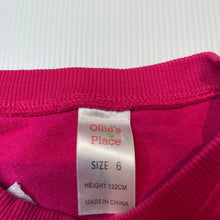 Ollie's
Place
SIZE 6
HEIGHT 122CM
MADE IN CHINA